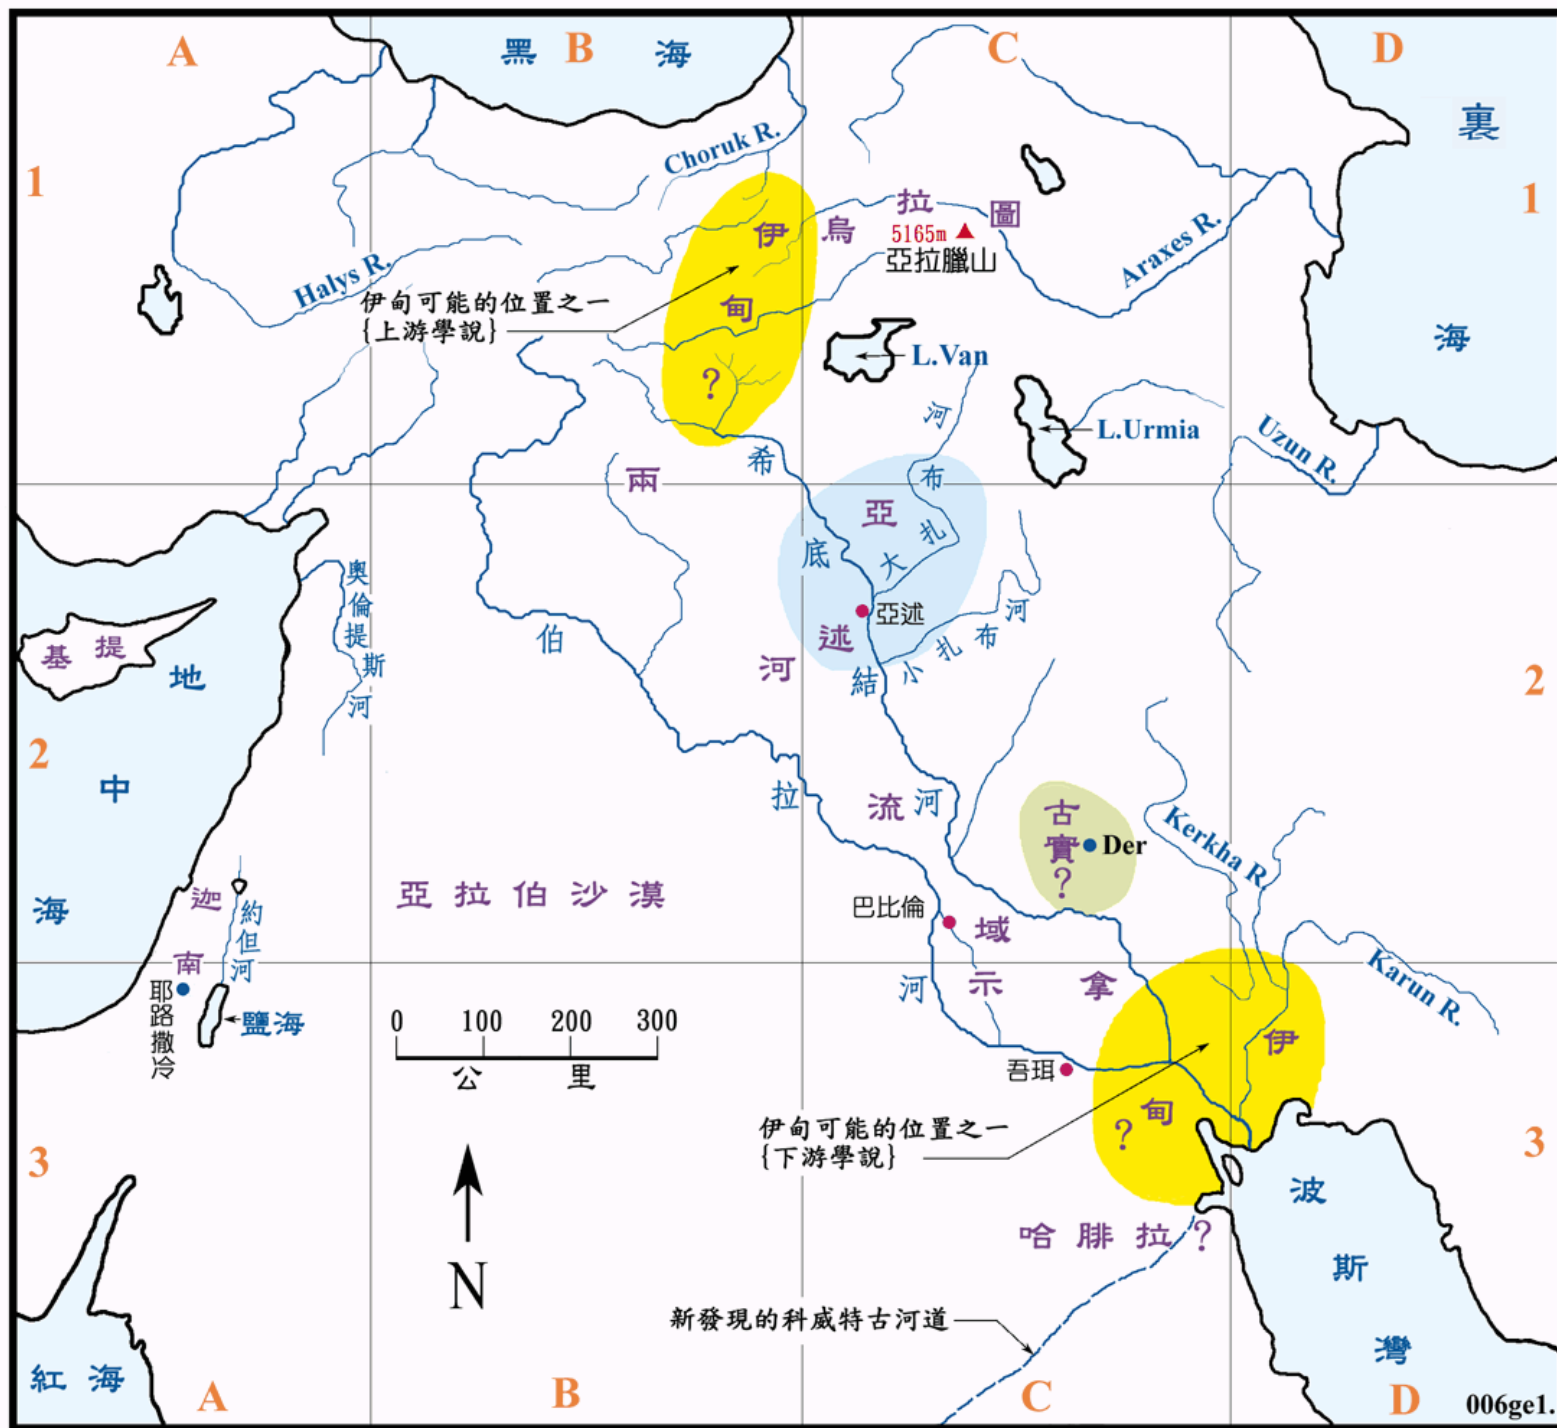 A
B
C
D
黑海
裏海
1
1
Choruk R.
伊甸
?
烏拉圖
5165m
亞拉臘山
Araxes R.
Halys R.
伊甸可能的位置之一
{上游學說}
L.Van
L.Urmia
Uzun R.
希底結河
兩河流域
大扎布河
亞述
亞述
小扎布河
奧倫提斯河
基提
地中海
伯拉河
2
2
古實
?
Der
Kerkha R.
亞拉伯沙漠
迦南
約但河
巴比倫
示拿
Karun R.
耶路撒冷
鹽海
0 100 200 300
公里
吾珥
伊甸
?
伊甸可能的位置之一
{下游學說}
3
3
N
哈腓拉?
波斯灣
新發現的科威特古河道
紅海
A
B
C
D
006ge1.